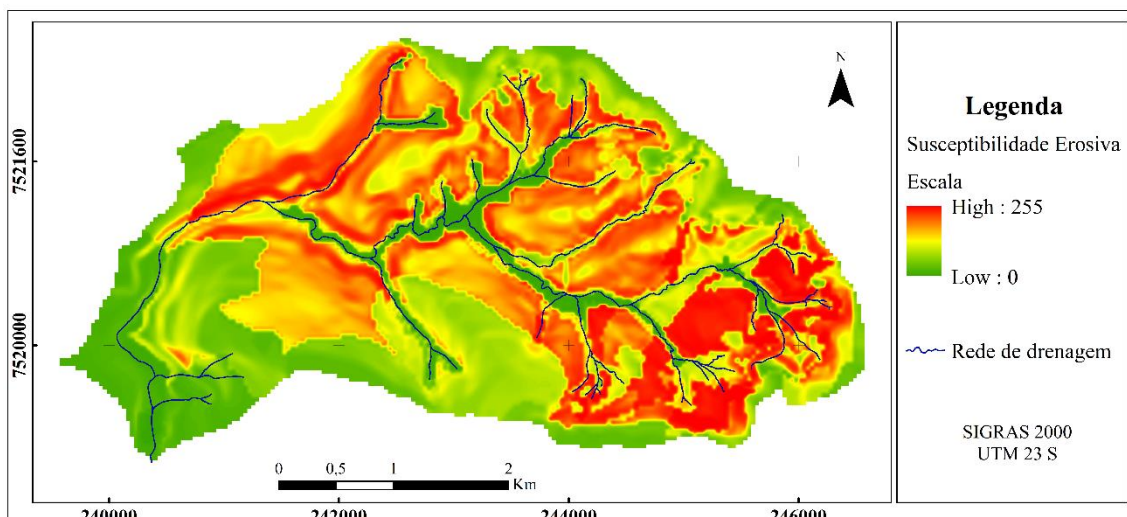 N
7521600
7520000
0 0,5 1 2
Km
240000 242000 244000 246000
Legenda
Susceptibilidade Erosiva
Escala
High : 255
Low : 0
Rede de drenagem
SIGRAS 2000
UTM 23 S